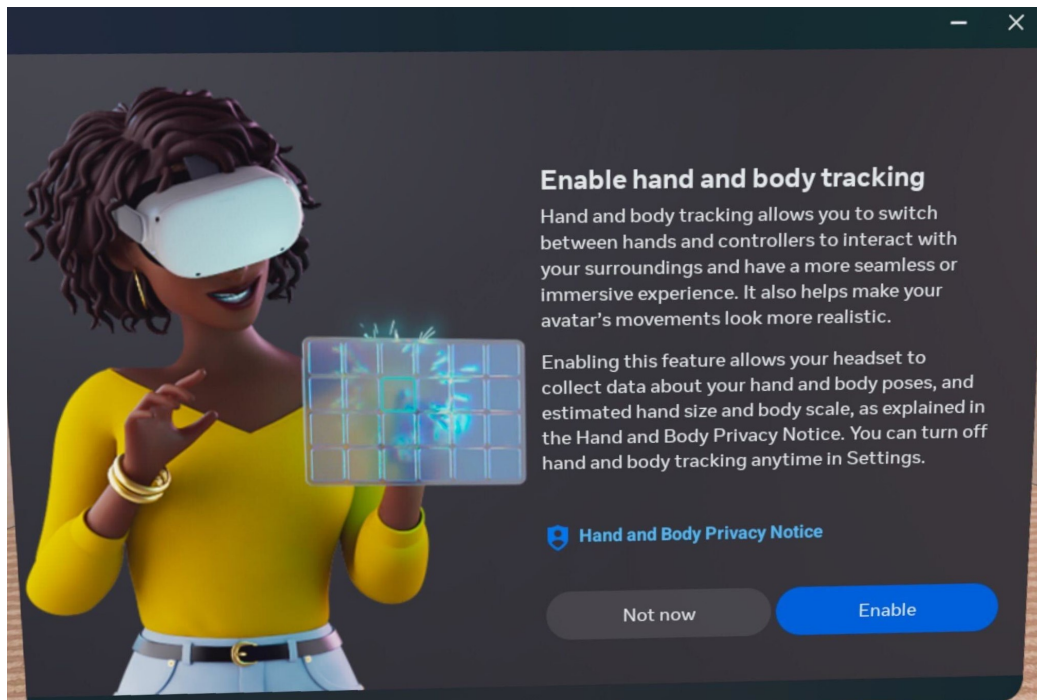 Enable hand and body tracking
Hand and body tracking allows you to switch
between hands and controllers to interact with
your surroundings and have a more seamless or
immersive experience. It also helps make your
avatar's movements look more realistic.
Enabling this feature allows your headset to
collect data about your hand and body poses, and
estimated hand size and body scale, as explained in
the Hand and Body Privacy Notice. You can turn off
hand and body tracking anytime in Settings.
Hand and Body Privacy Notice
Not now
Enable